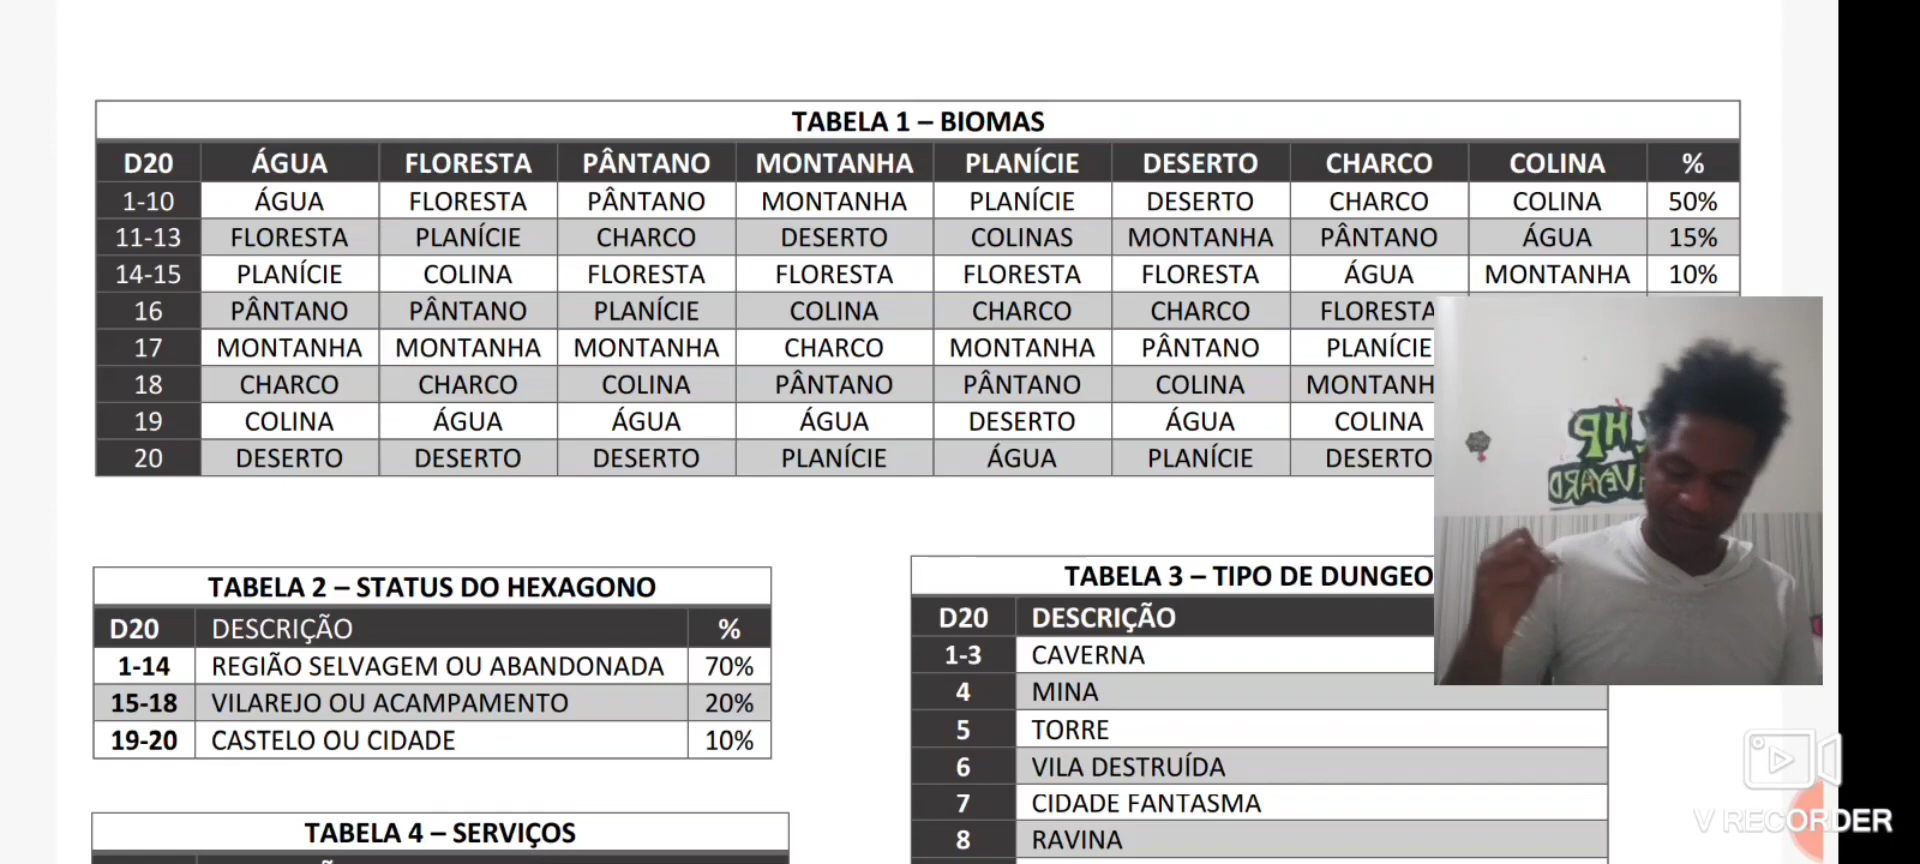 TABELA 1 – BIOMAS
D20 ÁGUA FLORESTA PÂNTANO MONTANHA PLANÍCIE DESERTO CHARCO COLINA %
1-10 ÁGUA FLORESTA PÂNTANO MONTANHA PLANÍCIE DESERTO CHARCO COLINA 50%
11-13 FLORESTA PLANÍCIE CHARCO DESERTO COLINAS MONTANHA PÂNTANO ÁGUA 15%
14-15 PLANÍCIE COLINA FLORESTA FLORESTA FLORESTA FLORESTA ÁGUA MONTANHA 10%
16 PÂNTANO PÂNTANO PLANÍCIE COLINA CHARCO CHARCO FLORESTA
17 MONTANHA MONTANHA MONTANHA CHARCO MONTANHA PÂNTANO PLANÍCIE
18 CHARCO CHARCO COLINA PÂNTANO PÂNTANO COLINA MONTANH
19 COLINA ÁGUA ÁGUA ÁGUA DESERTO ÁGUA COLINA
20 DESERTO DESERTO DESERTO PLANÍCIE ÁGUA PLANÍCIE DESERTO
TABELA 2 – STATUS DO HEXAGONO
D20 DESCRIÇÃO %
1-14 REGIÃO SELVAGEM OU ABANDONADA 70%
15-18 VILAREJO OU ACAMPAMENTO 20%
19-20 CASTELO OU CIDADE 10%
TABELA 3 – TIPO DE DUNGEO
D20 DESCRIÇÃO
1-3 CAVERNA
4 MINA
5 TORRE
6 VILA DESTRUÍDA
7 CIDADE FANTASMA
8 RAVINA
TABELA 4 – SERVIÇOS
HP
V RECORDER